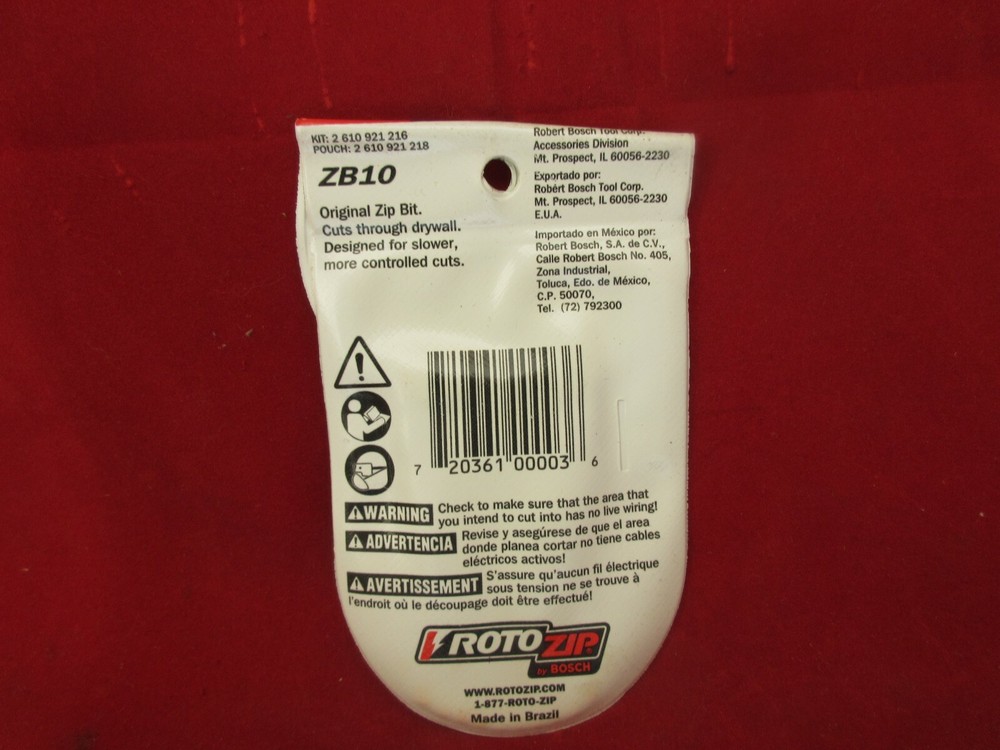 KIT: 2 610 921 216
POUCH: 2 610 921 218
ZB10
Original Zip Bit.
Cuts through drywall.
Designed for slower,
more controlled cuts.
Robert Bosch Tool Corp.
Accessories Division
Mt. Prospect, IL 60056-2230
Exportado por:
Robert Bosch Tool Corp.
Mt. Prospect, IL 60056-2230
E.U.A.
Importado en México por:
Robert Bosch, S.A. de C.V.,
Calle Robert Bosch No. 405,
Zona Industrial,
Toluca, Edo. de México,
C.P. 50070,
Tel. (72) 792300
7 20361 00003 6
WARNING Check to make sure that the area that
you intend to cut into has no live wiring!
ADVERTENCIA Revise y asegúrese de que el area
donde planea cortar no tiene cables
eléctricos activos!
AVERTISSEMENT S'assure qu'aucun fil électrique
sous tension ne se trouve à
l'endroit où le découpage doit être effectué!
ROTOZIP
by BOSCH
WWW.ROTOZIP.COM
1-877-ROTO-ZIP
Made in Brazil